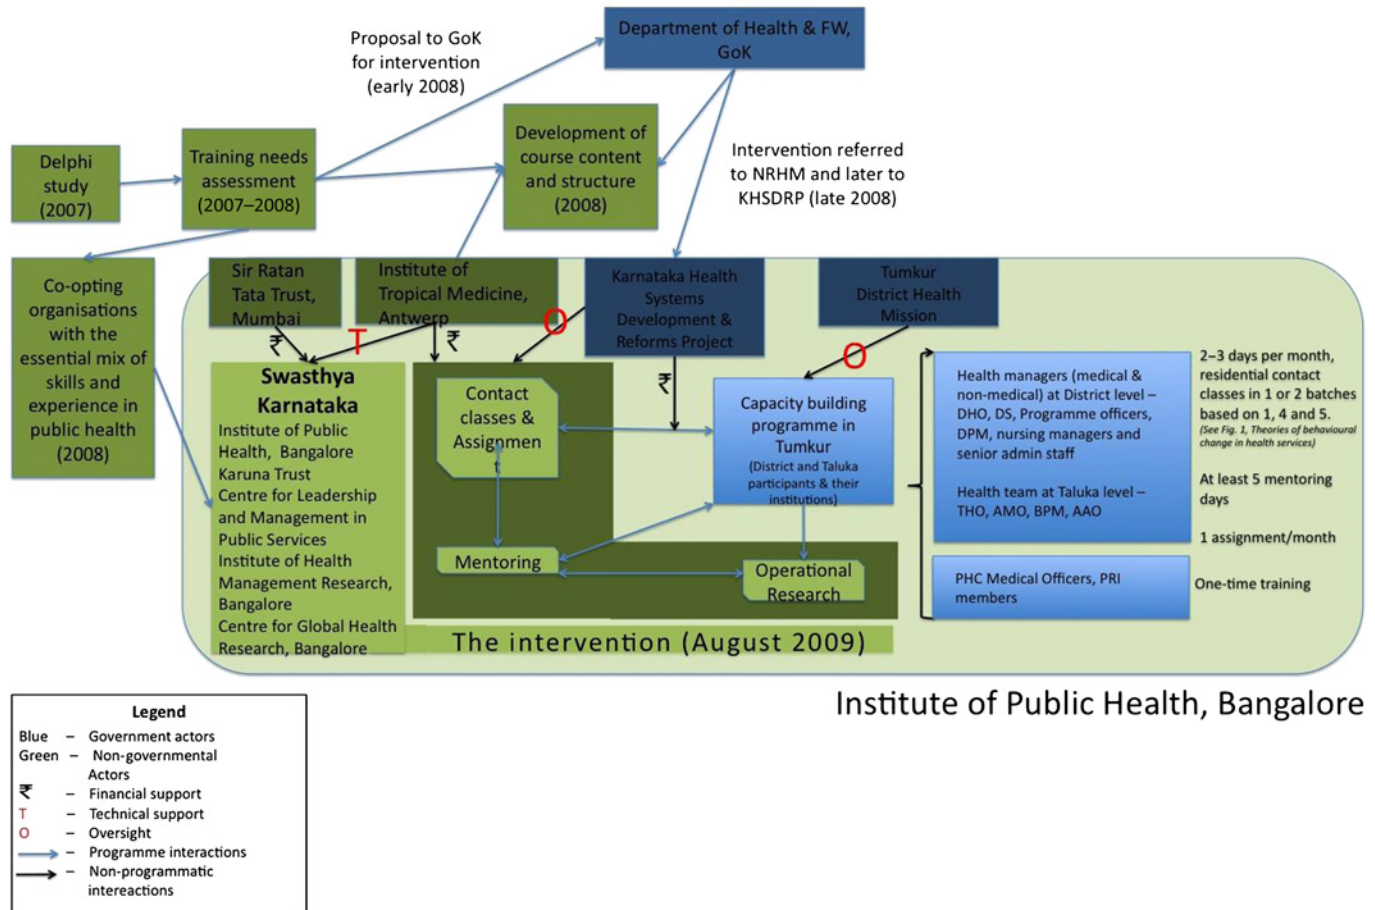 Proposal to GoK
for intervention
(early 2008)
Department of Health & FW,
GoK
Delphi
study
(2007)
Training needs
assessment
(2007–2008)
Development of
course content
and structure
(2008)
Intervention referred
to NRHM and later to
KHSDRP (late 2008)
Co-opting
organisations
with the
essential mix of
skills and
experience in
public health
(2008)
Sir Ratan
Tata Trust,
Mumbai
Institute of
Tropical Medicine,
Antwerp
Karnataka Health
Systems
Development &
Reforms Project
Tumkur
District Health
Mission
₹
T
₹
O
₹
O
Swasthya
Karnataka
Institute of Public
Health, Bangalore
Karuna Trust
Centre for Leadership
and Management in
Public Services
Institute of Health
Management Research,
Bangalore
Centre for Global Health
Research, Bangalore
Contact
classes &
Assignmen
t
Mentoring
Capacity building
programme in
Tumkur
(District and Taluka
participants & their
institutions)
Operational
Research
Health managers (medical &
non-medical) at District level –
DHO, DS, Programme officers,
DPM, nursing managers and
senior admin staff
Health team at Taluka level –
THO, AMO, BPM, AAO
PHC Medical Officers, PRI
members
2–3 days per month,
residential contact
classes in 1 or 2 batches
based on 1, 4 and 5.
(See Fig. 1, Theories of behavioural
change in health services)
At least 5 mentoring
days
1 assignment/month
One-time training
The intervention (August 2009)
Institute of Public Health, Bangalore
Legend
Blue – Government actors
Green – Non-governmental
Actors
₹ – Financial support
T – Technical support
O – Oversight
– Programme interactions
– Non-programmatic
intereactions